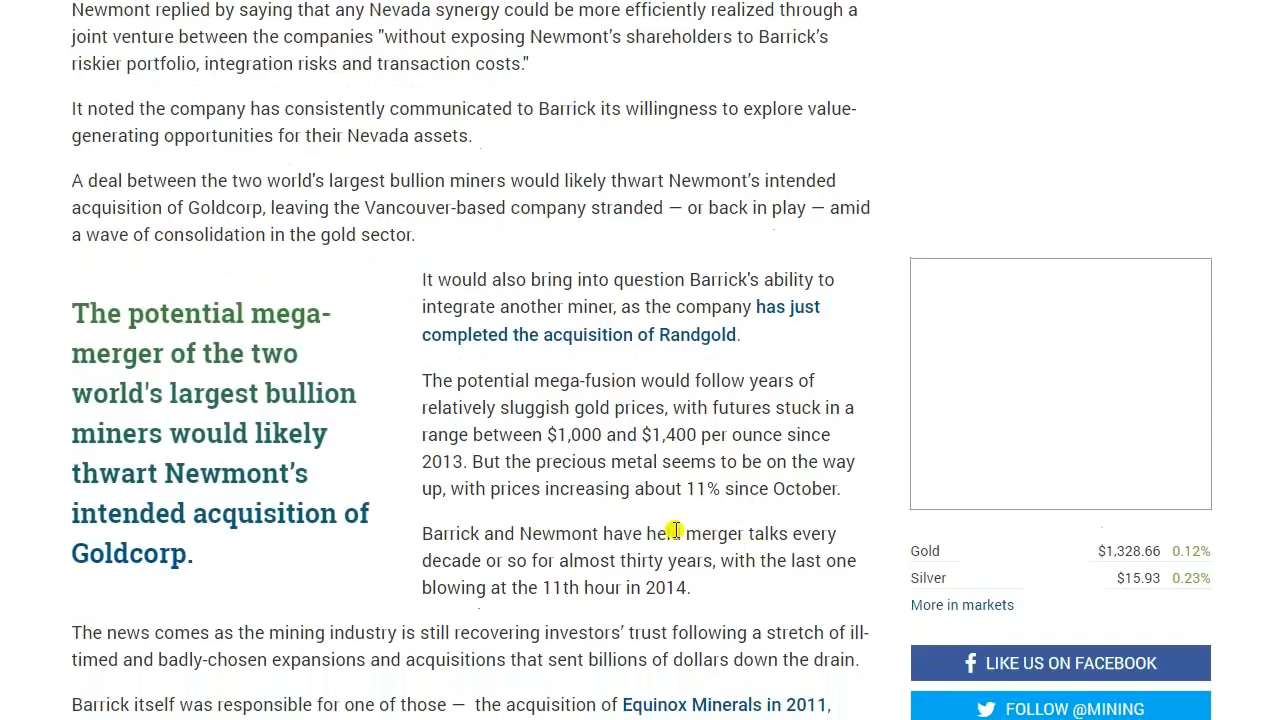 Newmont replied by saying that any Nevada synergy could be more efficiently realized through a
joint venture between the companies "without exposing Newmont’s shareholders to Barrick’s
riskier portfolio, integration risks and transaction costs."
It noted the company has consistently communicated to Barrick its willingness to explore value-
generating opportunities for their Nevada assets.
A deal between the two world's largest bullion miners would likely thwart Newmont’s intended
acquisition of Goldcorp, leaving the Vancouver-based company stranded — or back in play — amid
a wave of consolidation in the gold sector.
The potential mega-
merger of the two
world's largest bullion
miners would likely
thwart Newmont’s
intended acquisition of
Goldcorp.
It would also bring into question Barrick's ability to
integrate another miner, as the company has just
completed the acquisition of Randgold.
The potential mega-fusion would follow years of
relatively sluggish gold prices, with futures stuck in a
range between $1,000 and $1,400 per ounce since
2013. But the precious metal seems to be on the way
up, with prices increasing about 11% since October.
Barrick and Newmont have held merger talks every
decade or so for almost thirty years, with the last one
blowing at the 11th hour in 2014.
The news comes as the mining industry is still recovering investors’ trust following a stretch of ill-
timed and badly-chosen expansions and acquisitions that sent billions of dollars down the drain.
Barrick itself was responsible for one of those — the acquisition of Equinox Minerals in 2011,
Gold $1,328.66 0.12%
Silver $15.93 0.23%
More in markets
LIKE US ON FACEBOOK
FOLLOW @MINING